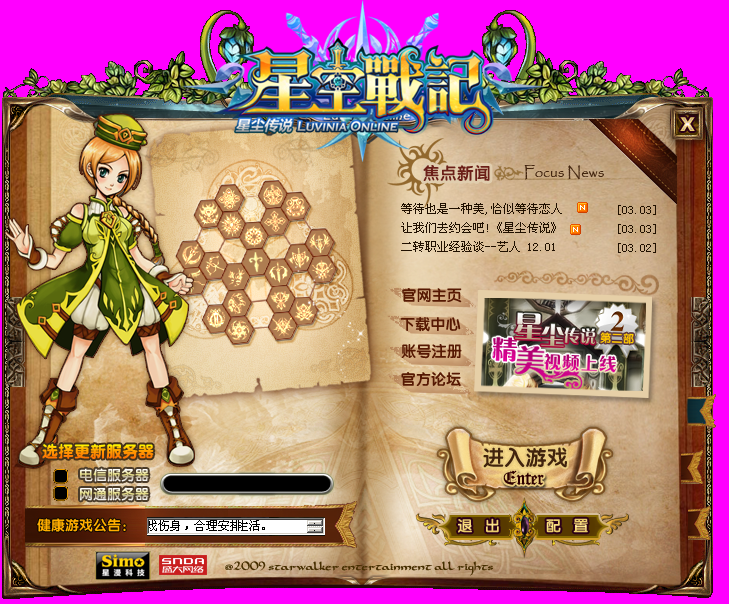 星空戰記
星尘传说 LUVINIA ONLINE
X
焦点新闻 Focus News
等待也是一种美,恰似等待恋人 N [03.03]
让我们去约会吧!《星尘传说》 N [03.03]
二转职业经验谈--艺人 12.01 [03.02]
官网主页
下载中心
账号注册
官方论坛
星尘传说 2
第二部
精美视频上线
选择更新服务器
电信服务器
网通服务器
进入游戏
Enter
健康游戏公告:
戏伤身,合理安排生活。
退出 配置
Simo
星漫科技
SNDA
盛大网络
@2009 starwalker entertainment all rights